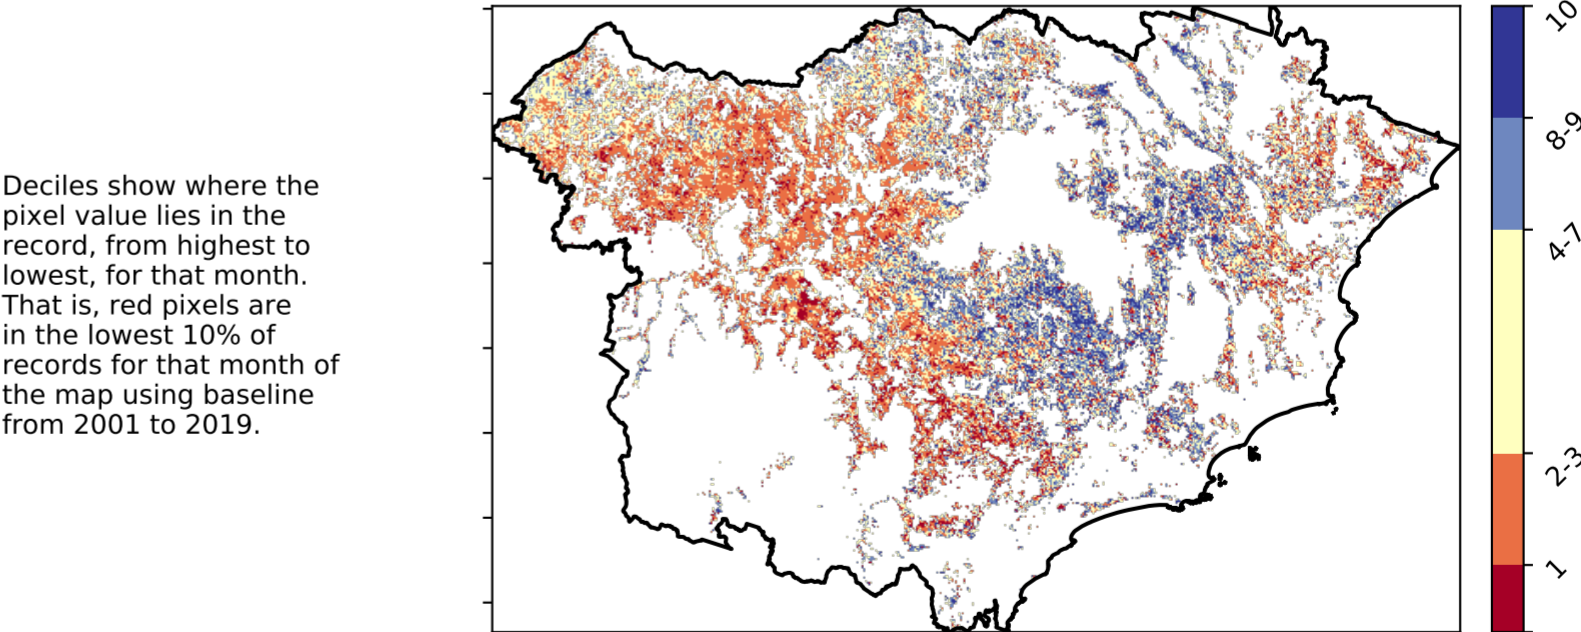 Deciles show where the
pixel value lies in the
record, from highest to
lowest, for that month.
That is, red pixels are
in the lowest 10% of
records for that month of
the map using baseline
from 2001 to 2019.
10
8-9
4-7
2-3
1